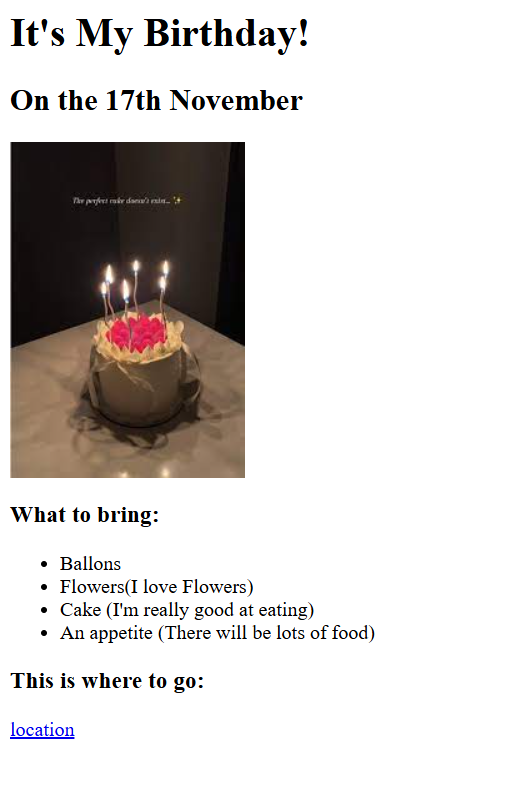 It's My Birthday!
On the 17th November
The perfect cake doesn't exist... ✨
What to bring:
Ballons
Flowers(I love Flowers)
Cake (I'm really good at eating)
An appetite (There will be lots of food)
This is where to go:
location